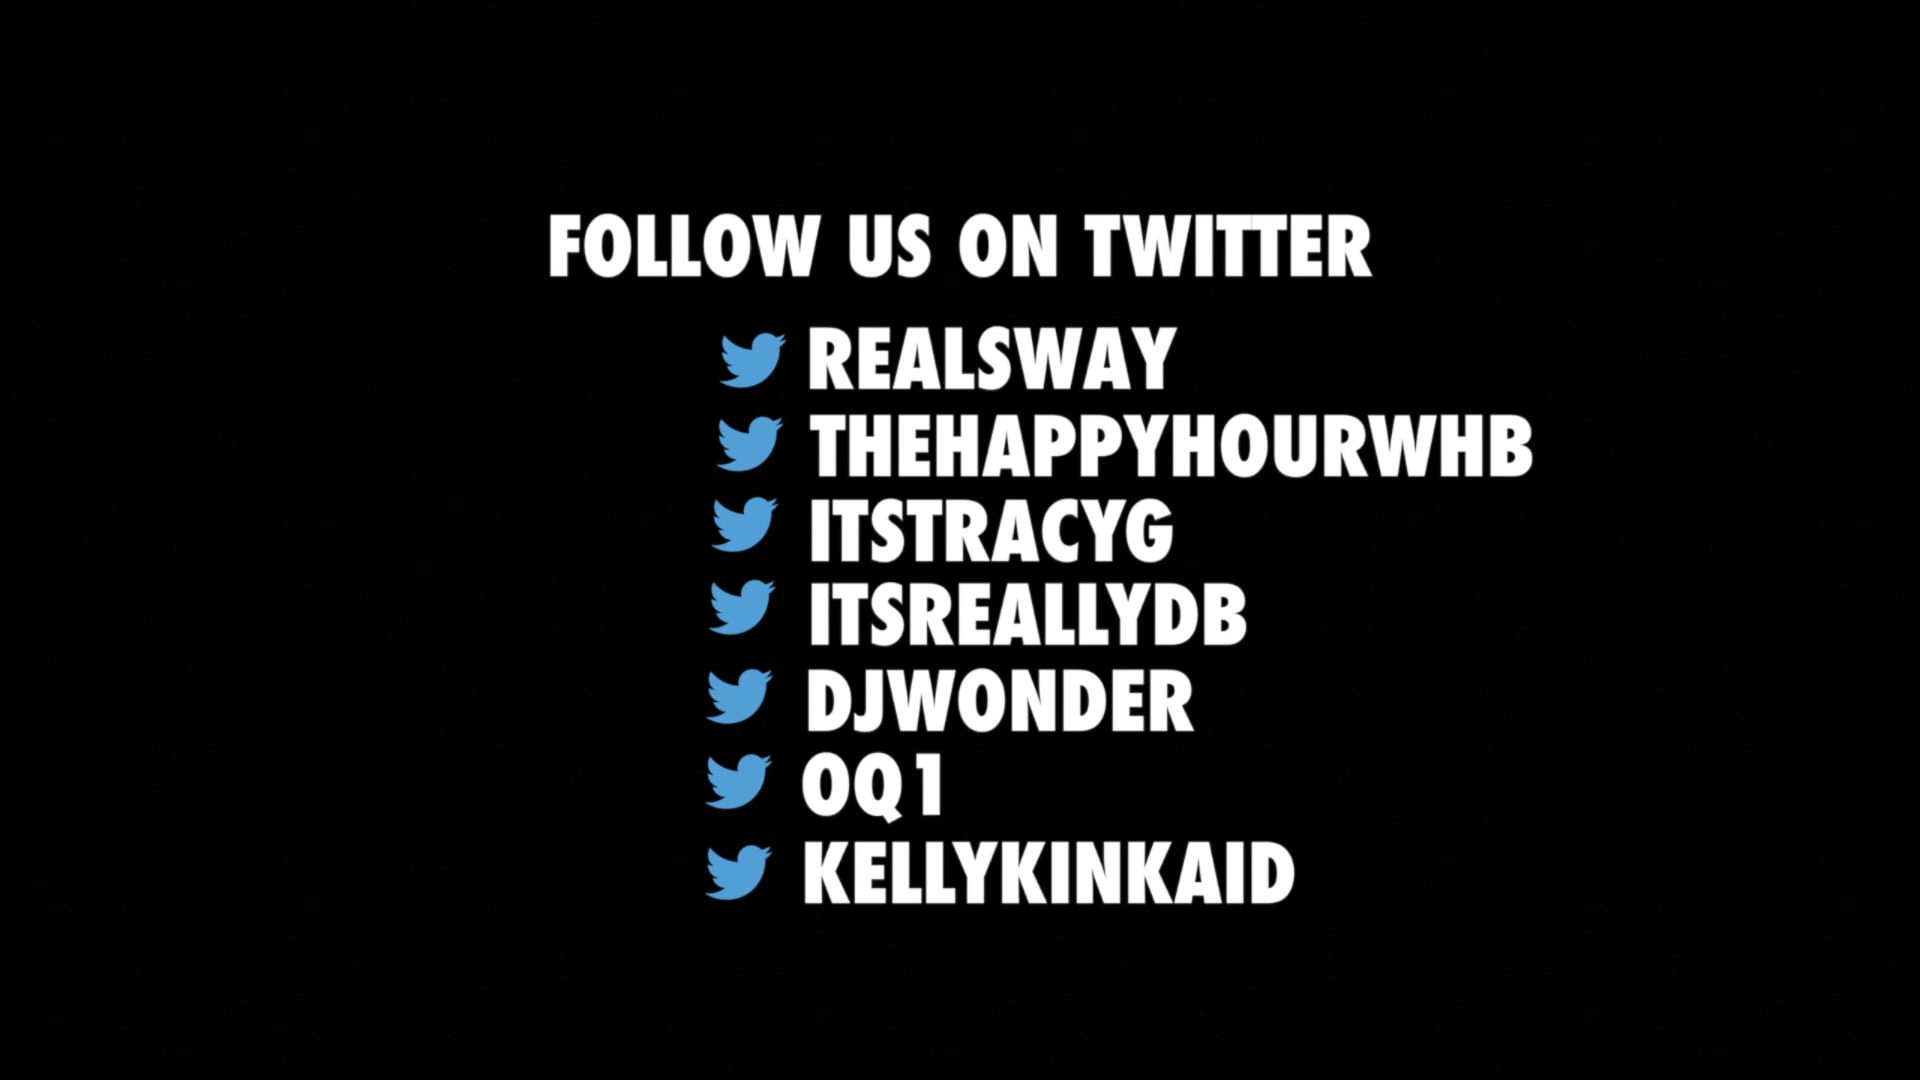 FOLLOW US ON TWITTER
REALSWAY
THEHAPPYHOURWHB
ITSTRACYG
ITSREALLYDB
DJWONDER
OQ1
KELLYKINKAID